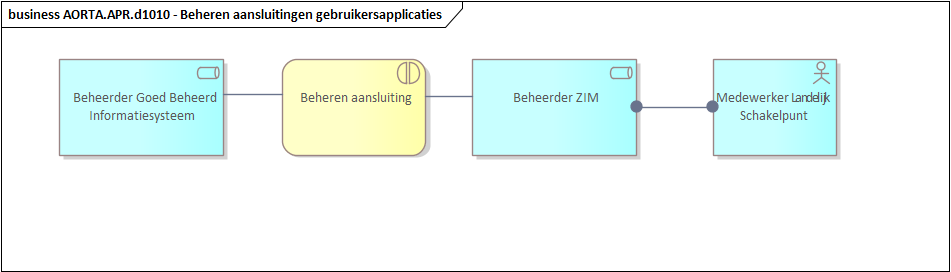 business AORTA.APR.d1010 - Beheren aansluitingen gebruikersapplicaties
Beheerder Goed Beheerd
Informatiesysteem
Beheren aansluiting
Beheerder ZIM
Medewerker Landelijk
Schakelpunt